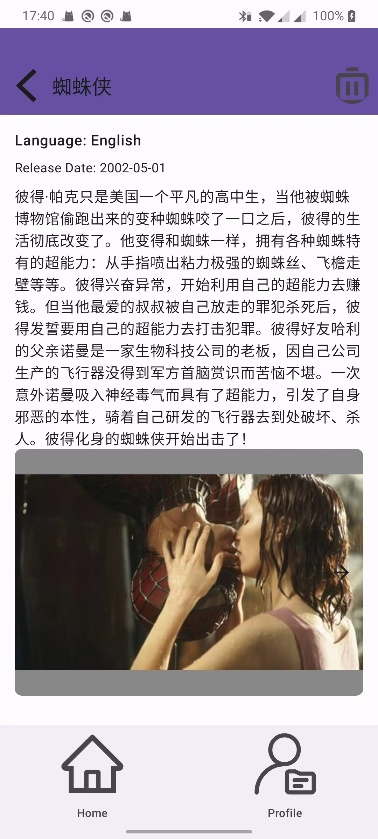 17:40 100%
蜘蛛侠
Language: English
Release Date: 2002-05-01
彼得·帕克只是美国一个平凡的高中生，当他被蜘蛛
博物馆偷跑出来的变种蜘蛛咬了一口之后，彼得的生
活彻底改变了。他变得和蜘蛛一样，拥有各种蜘蛛特
有的超能力：从手指喷出粘力极强的蜘蛛丝、飞檐走
壁等等。彼得兴奋异常，开始利用自己的超能力去赚
钱。但当他最爱的叔叔被自己放走的罪犯杀死后，彼
得发誓要用自己的超能力去打击犯罪。彼得好友哈利
的父亲诺曼是一家生物科技公司的老板，因自己公司
生产的飞行器没得到军方首脑赏识而苦恼不堪。一次
意外诺曼吸入神经毒气而具有了超能力，引发了自身
邪恶的本性，骑着自己研发的飞行器去到处破坏、杀
人。彼得化身的蜘蛛侠开始出击了！
Home Profile